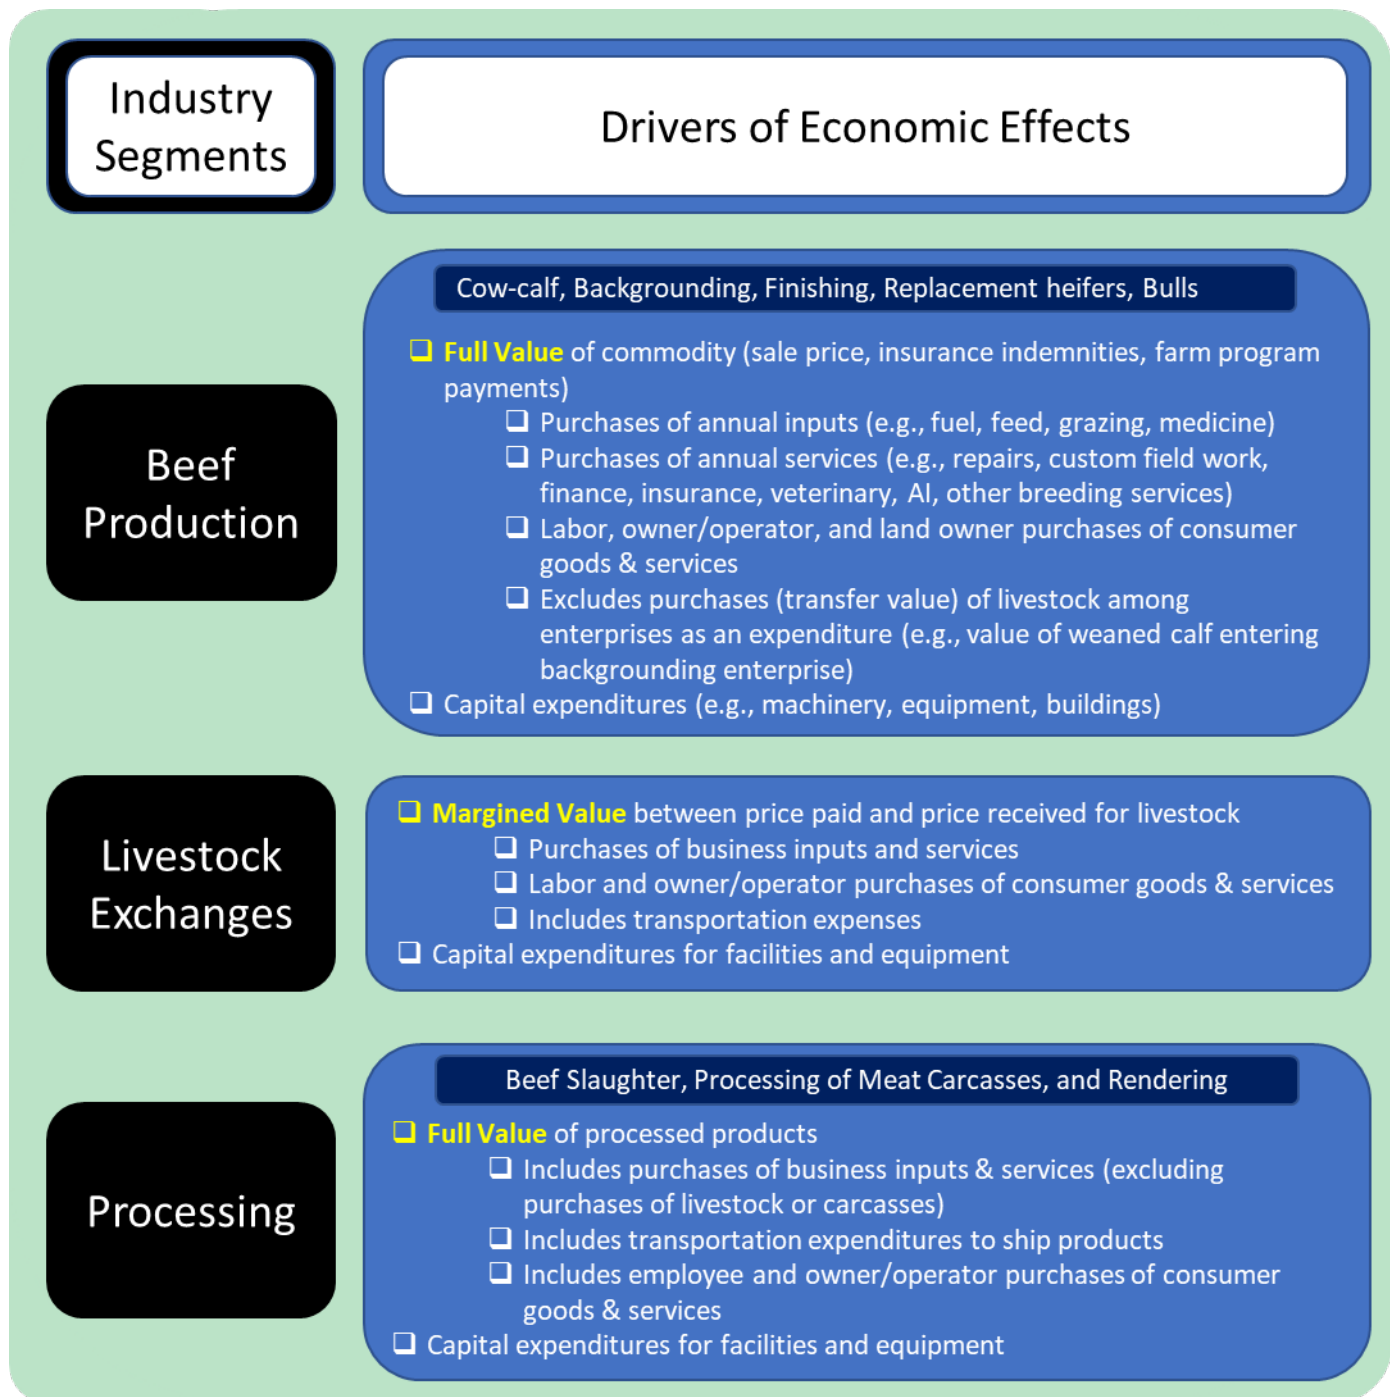 Industry
Segments
Drivers of Economic Effects
Beef
Production
Cow-calf, Backgrounding, Finishing, Replacement heifers, Bulls
❑ Full Value of commodity (sale price, insurance indemnities, farm program
payments)
❑ Purchases of annual inputs (e.g., fuel, feed, grazing, medicine)
❑ Purchases of annual services (e.g., repairs, custom field work,
finance, insurance, veterinary, AI, other breeding services)
❑ Labor, owner/operator, and land owner purchases of consumer
goods & services
❑ Excludes purchases (transfer value) of livestock among
enterprises as an expenditure (e.g., value of weaned calf entering
backgrounding enterprise)
❑ Capital expenditures (e.g., machinery, equipment, buildings)
Livestock
Exchanges
❑ Margined Value between price paid and price received for livestock
❑ Purchases of business inputs and services
❑ Labor and owner/operator purchases of consumer goods & services
❑ Includes transportation expenses
❑ Capital expenditures for facilities and equipment
Processing
Beef Slaughter, Processing of Meat Carcasses, and Rendering
❑ Full Value of processed products
❑ Includes purchases of business inputs & services (excluding
purchases of livestock or carcasses)
❑ Includes transportation expenditures to ship products
❑ Includes employee and owner/operator purchases of consumer
goods & services
❑ Capital expenditures for facilities and equipment